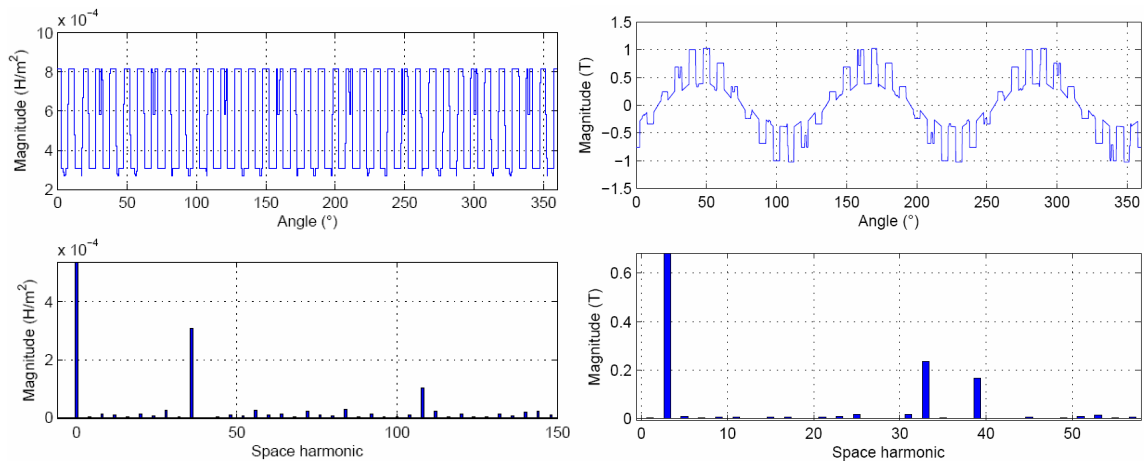 x 10⁻⁴
10
8
6
4
2
Magnitude (H/m²)
0 50 100 150 200 250 300 350
Angle (°)
1.5
1
0.5
0
−0.5
−1
−1.5
Magnitude (T)
0 50 100 150 200 250 300 350
Angle (°)
x 10⁻⁴
4
2
0
Magnitude (H/m²)
0 50 100 150
Space harmonic
0.6
0.4
0.2
0
Magnitude (T)
0 10 20 30 40 50
Space harmonic